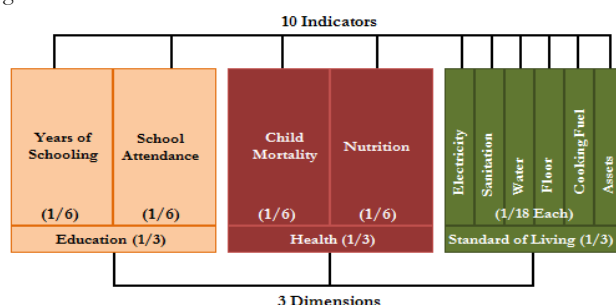 10 Indicators
Years of
Schooling
(1/6)
School
Attendance
(1/6)
Education (1/3)
Child
Mortality
(1/6)
Nutrition
(1/6)
Health (1/3)
Electricity
Sanitation
Water
Floor
Cooking Fuel
Assets
(1/18 Each)
Standard of Living (1/3)
3 Dimensions